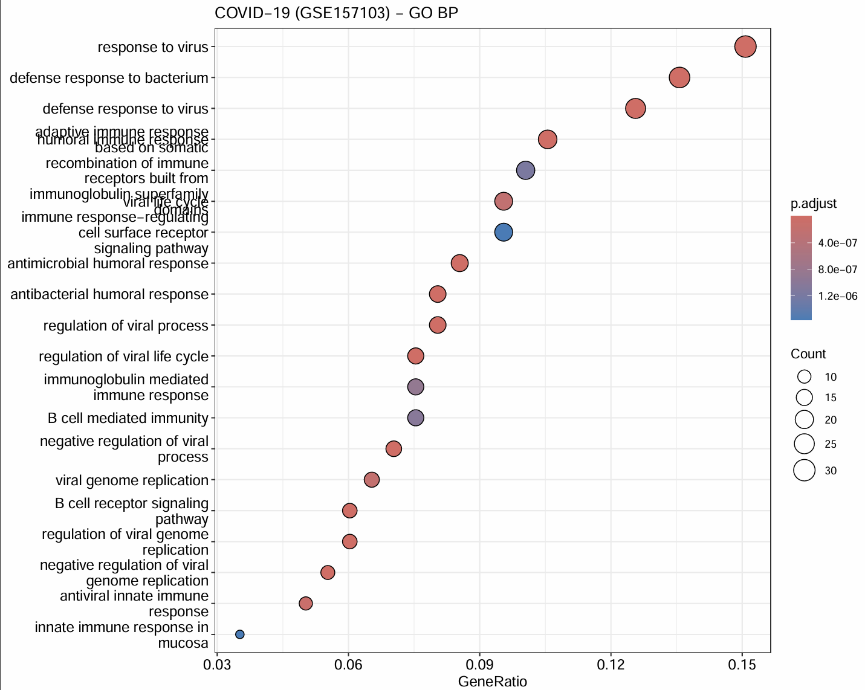 COVID−19 (GSE157103) − GO BP
response to virus
defense response to bacterium
defense response to virus
humoral immune response
adaptive immune response
based on somatic
recombination of immune
receptors built from
immunoglobulin superfamily
domains
viral life cycle
immune response−regulating
cell surface receptor
signaling pathway
antimicrobial humoral response
antibacterial humoral response
regulation of viral process
regulation of viral life cycle
immunoglobulin mediated
immune response
B cell mediated immunity
negative regulation of viral
process
viral genome replication
B cell receptor signaling
pathway
regulation of viral genome
replication
negative regulation of viral
genome replication
antiviral innate immune
response
innate immune response in
mucosa
0.03
0.06
0.09
0.12
0.15
GeneRatio
p.adjust
4.0e−07
8.0e−07
1.2e−06
Count
10
15
20
25
30